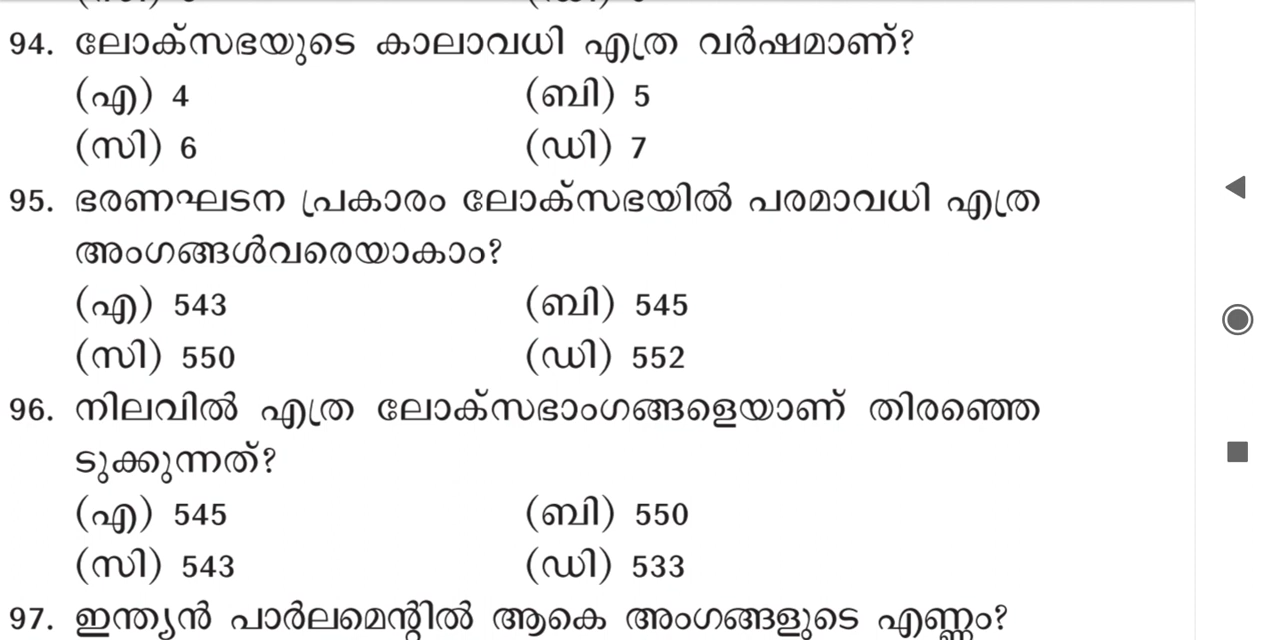 94. ലോക്സഭയുടെ കാലാവധി എത്ര വർഷമാണ്?
(എ) 4 (ബി) 5
(സി) 6 (ഡി) 7
95. ഭരണഘടന പ്രകാരം ലോക്സഭയിൽ പരമാവധി എത്ര
അംഗങ്ങൾവരെയാകാം?
(എ) 543 (ബി) 545
(സി) 550 (ഡി) 552
96. നിലവിൽ എത്ര ലോക്സഭാംഗങ്ങളെയാണ് തിരഞ്ഞെ
ടുക്കുന്നത്?
(എ) 545 (ബി) 550
(സി) 543 (ഡി) 533
97. ഇന്ത്യൻ പാർലമെന്റിൽ ആകെ അംഗങ്ങളുടെ എണ്ണം?